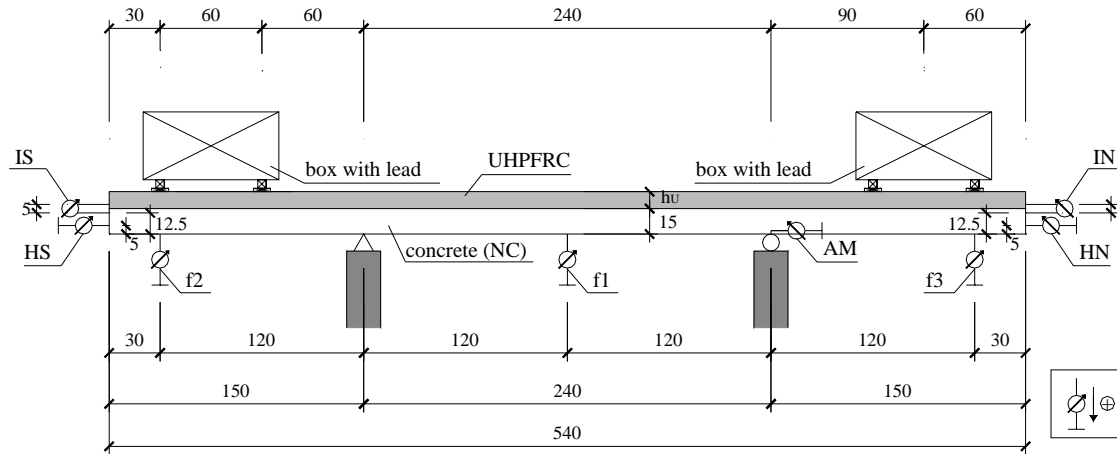 30 60 60 240 90 60
IS box with lead UHPFRC box with lead IN
5 hU 5
12.5 15 12.5
HS 5 concrete (NC) AM 5 HN
f2 f1 f3
30 120 120 120 120 30
150 240 150
540